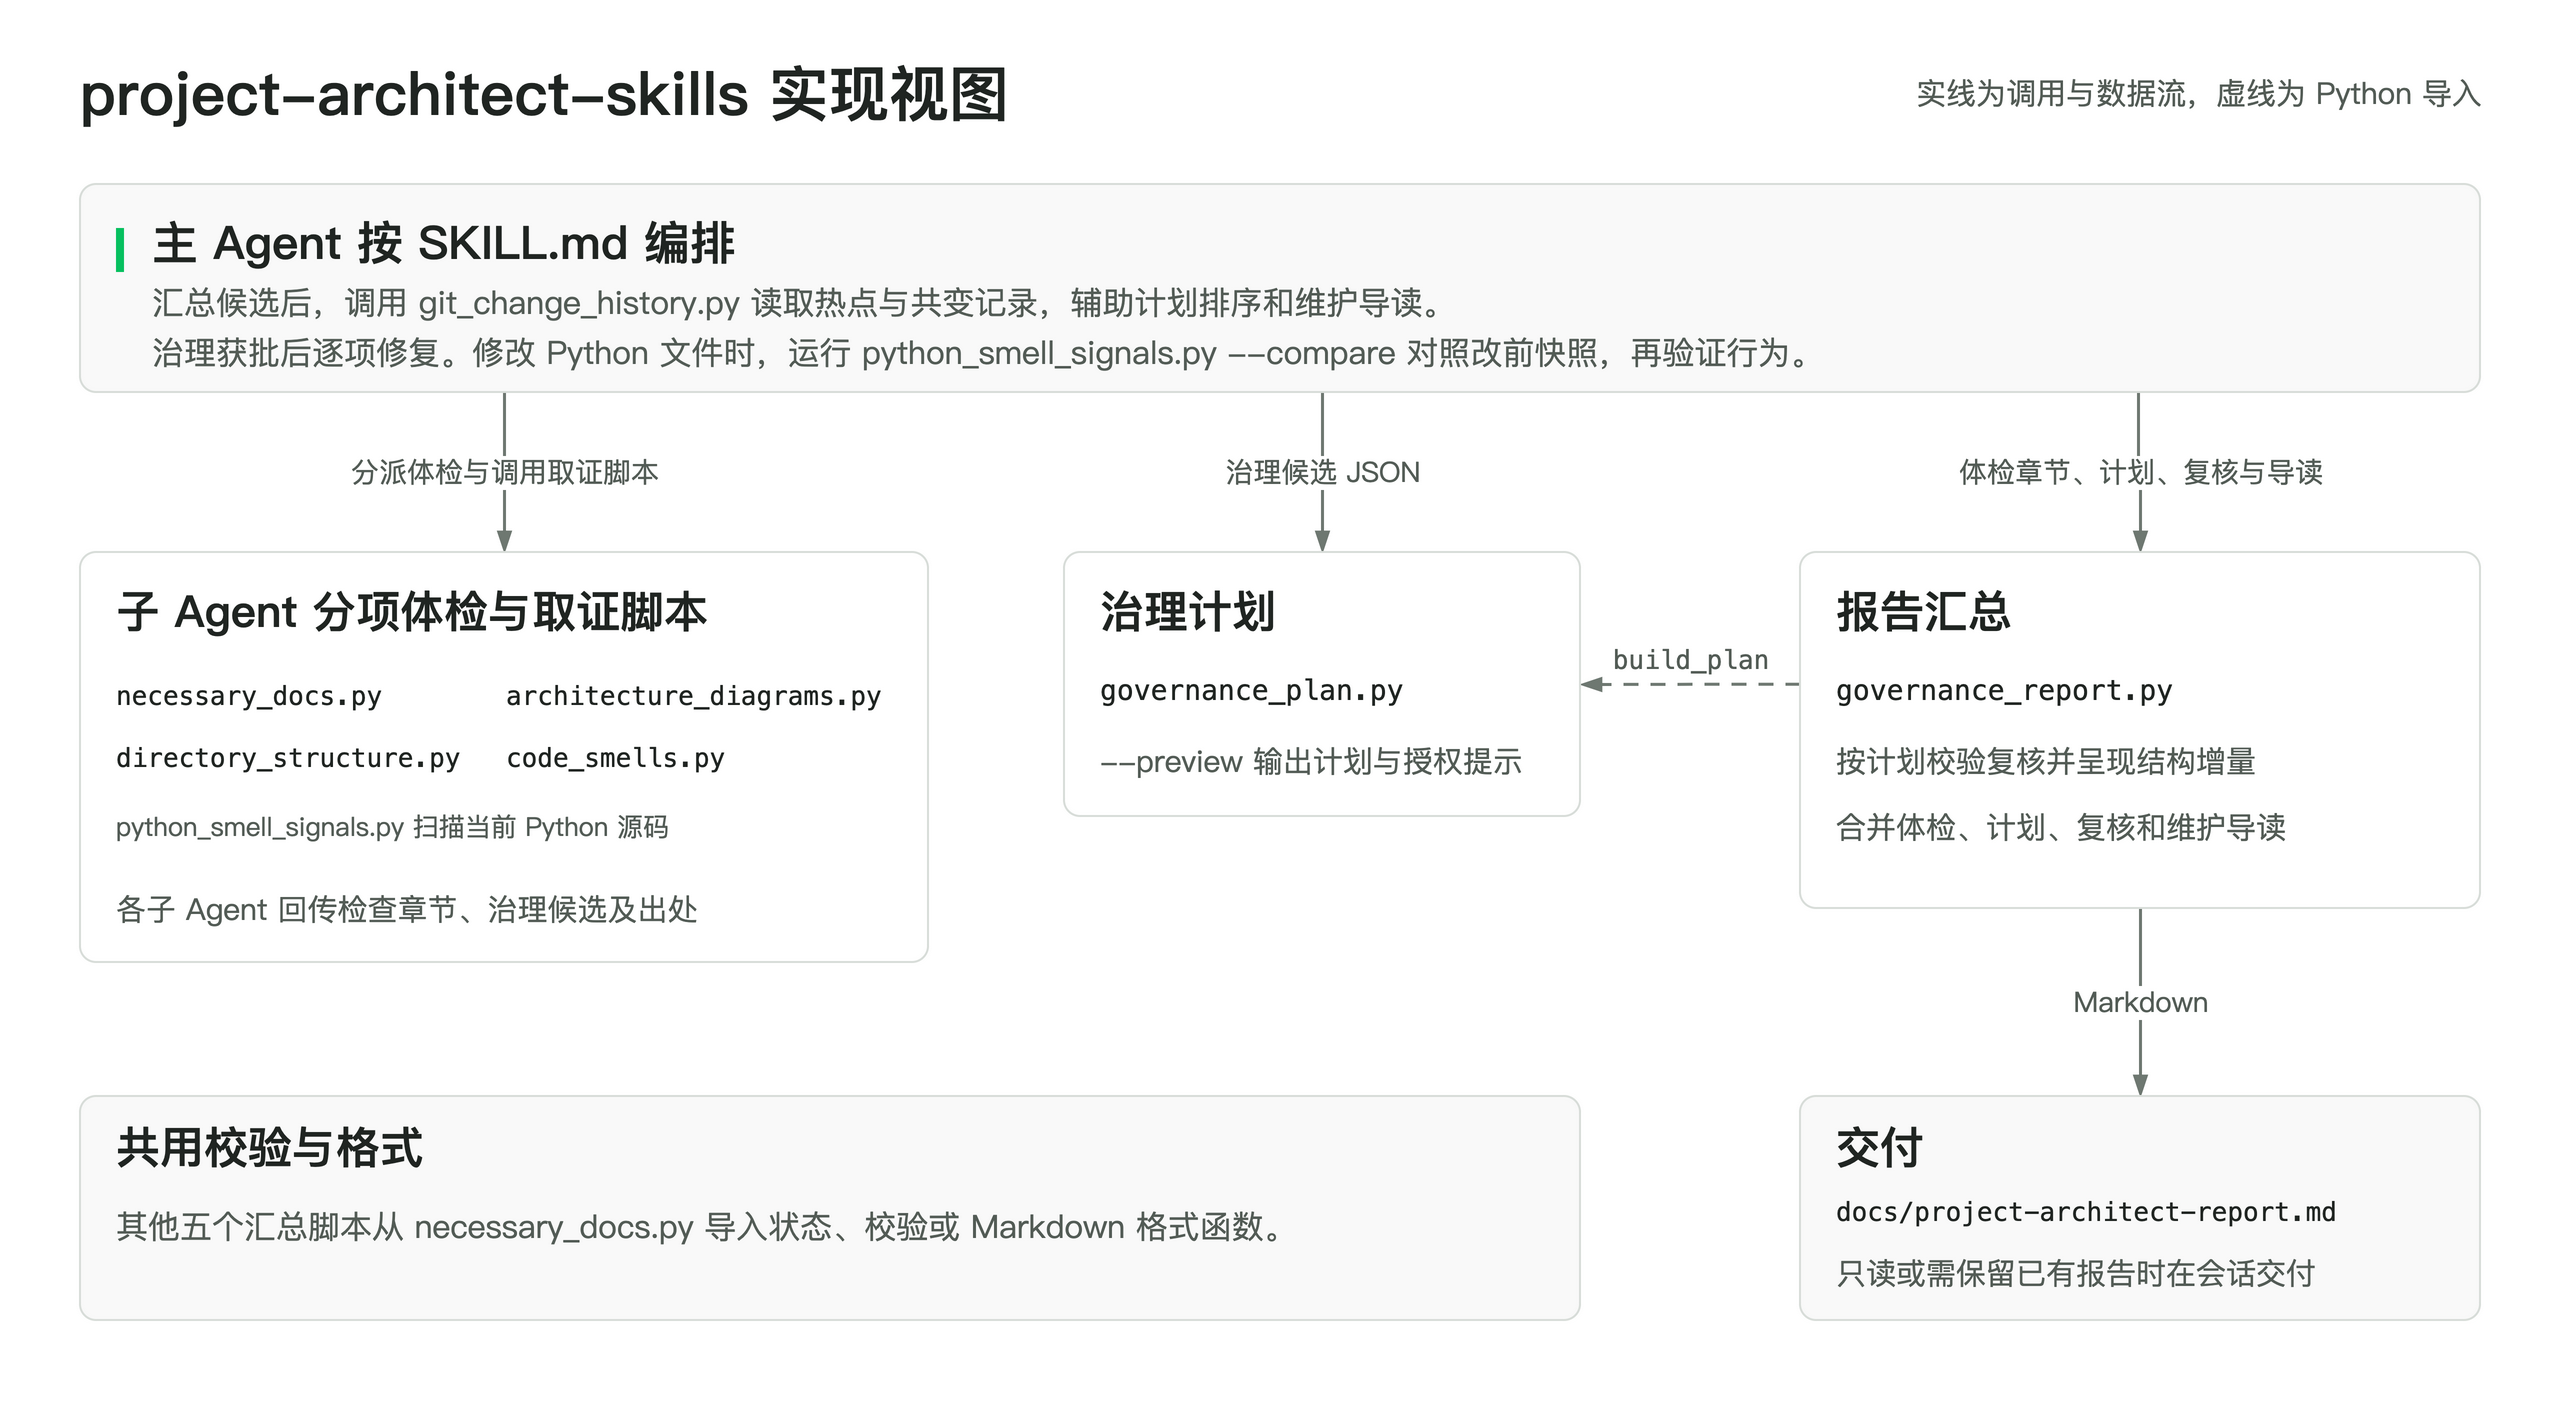 project-architect-skills 实现视图
实线为调用与数据流，虚线为 Python 导入
主 Agent 按 SKILL.md 编排
汇总候选后，调用 git_change_history.py 读取热点与共变记录，辅助计划排序和维护导读。
治理获批后逐项修复。修改 Python 文件时，运行 python_smell_signals.py --compare 对照改前快照，再验证行为。
分派体检与调用取证脚本
治理候选 JSON
体检章节、计划、复核与导读
子 Agent 分项体检与取证脚本
necessary_docs.py
architecture_diagrams.py
directory_structure.py
code_smells.py
python_smell_signals.py 扫描当前 Python 源码
各子 Agent 回传检查章节、治理候选及出处
治理计划
governance_plan.py
--preview 输出计划与授权提示
build_plan
报告汇总
governance_report.py
按计划校验复核并呈现结构增量
合并体检、计划、复核和维护导读
Markdown
共用校验与格式
其他五个汇总脚本从 necessary_docs.py 导入状态、校验或 Markdown 格式函数。
交付
docs/project-architect-report.md
只读或需保留已有报告时在会话交付